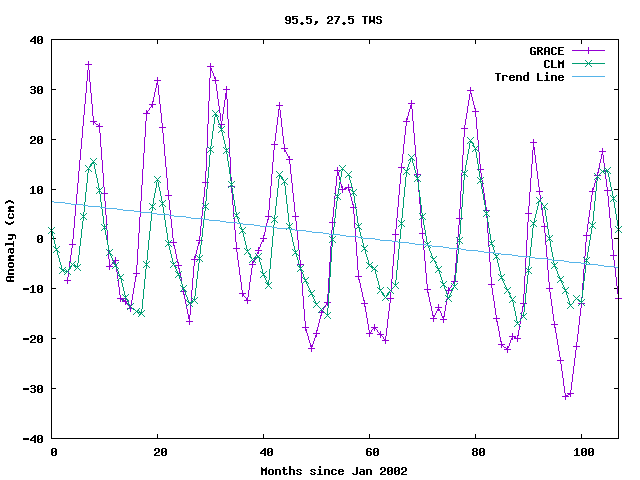 95.5, 27.5 TWS
GRACE
CLM
Trend Line
40
30
20
10
0
-10
-20
-30
-40
Anomaly (cm)
0 20 40 60 80 100
Months since Jan 2002